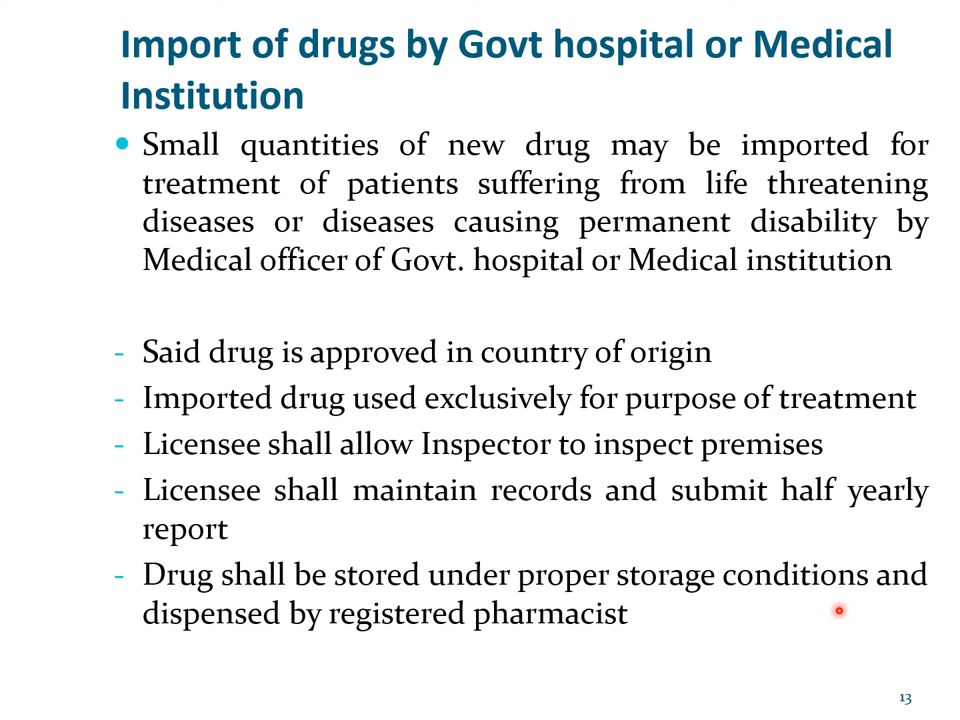 Import of drugs by Govt hospital or Medical
Institution
• Small quantities of new drug may be imported for
treatment of patients suffering from life threatening
diseases or diseases causing permanent disability by
Medical officer of Govt. hospital or Medical institution
- Said drug is approved in country of origin
- Imported drug used exclusively for purpose of treatment
- Licensee shall allow Inspector to inspect premises
- Licensee shall maintain records and submit half yearly
report
- Drug shall be stored under proper storage conditions and
dispensed by registered pharmacist
13